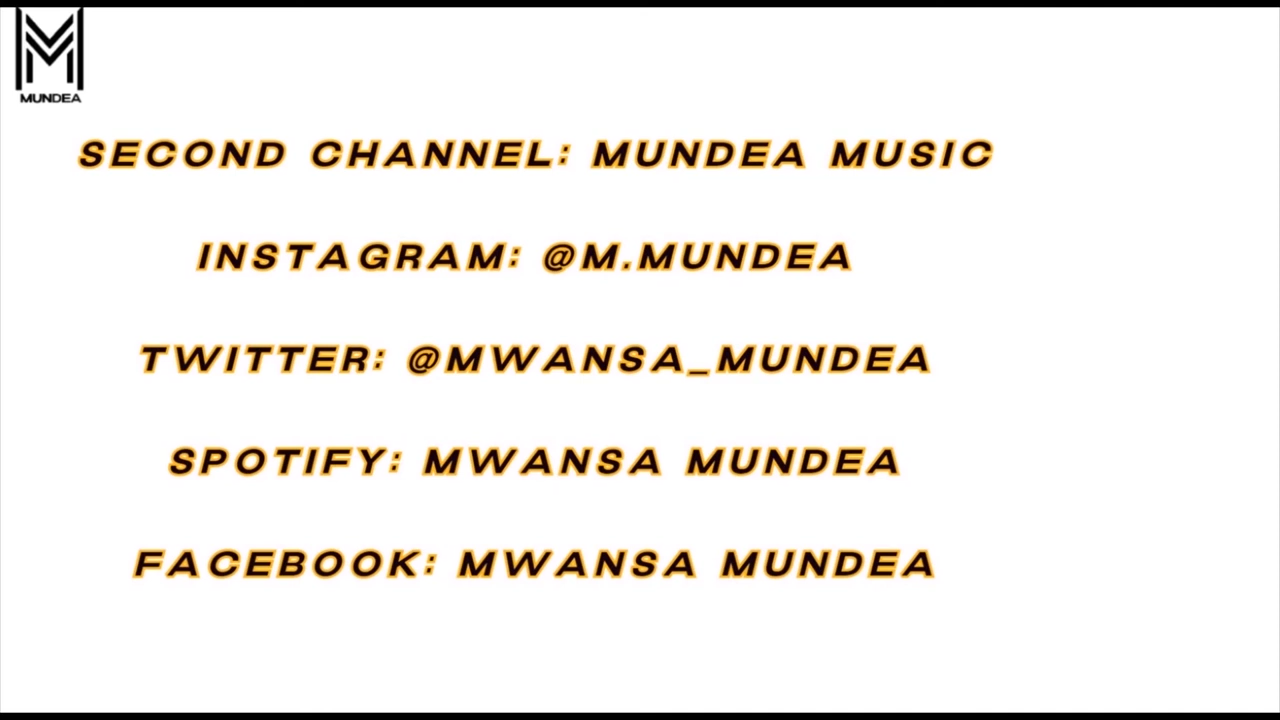 MUNDEA
SECOND CHANNEL: MUNDEA MUSIC
INSTAGRAM: @M.MUNDEA
TWITTER: @MWANSA_MUNDEA
SPOTIFY: MWANSA MUNDEA
FACEBOOK: MWANSA MUNDEA